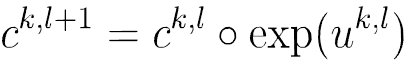 c^{k,l+1} = c^{k,l} ∘ exp(u^{k,l})